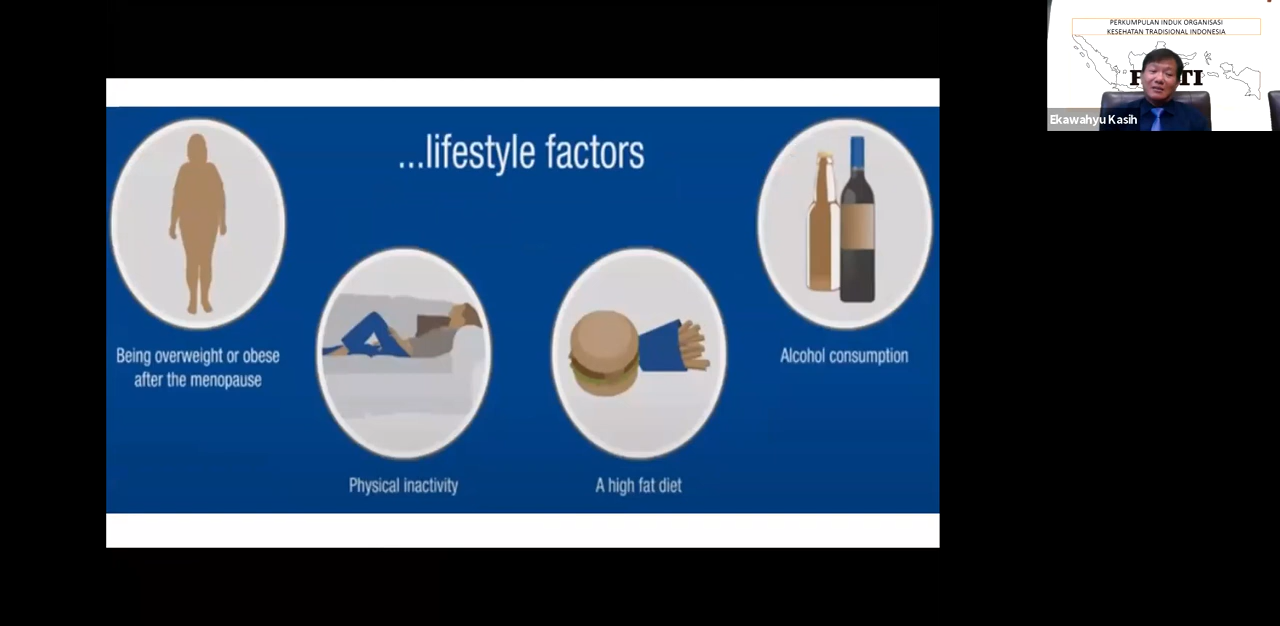 ...lifestyle factors
Being overweight or obese
after the menopause
Physical inactivity
A high fat diet
Alcohol consumption
PERKUMPULAN INDUK ORGANISASI
KESEHATAN TRADISIONAL INDONESIA
Ekawahyu Kasih